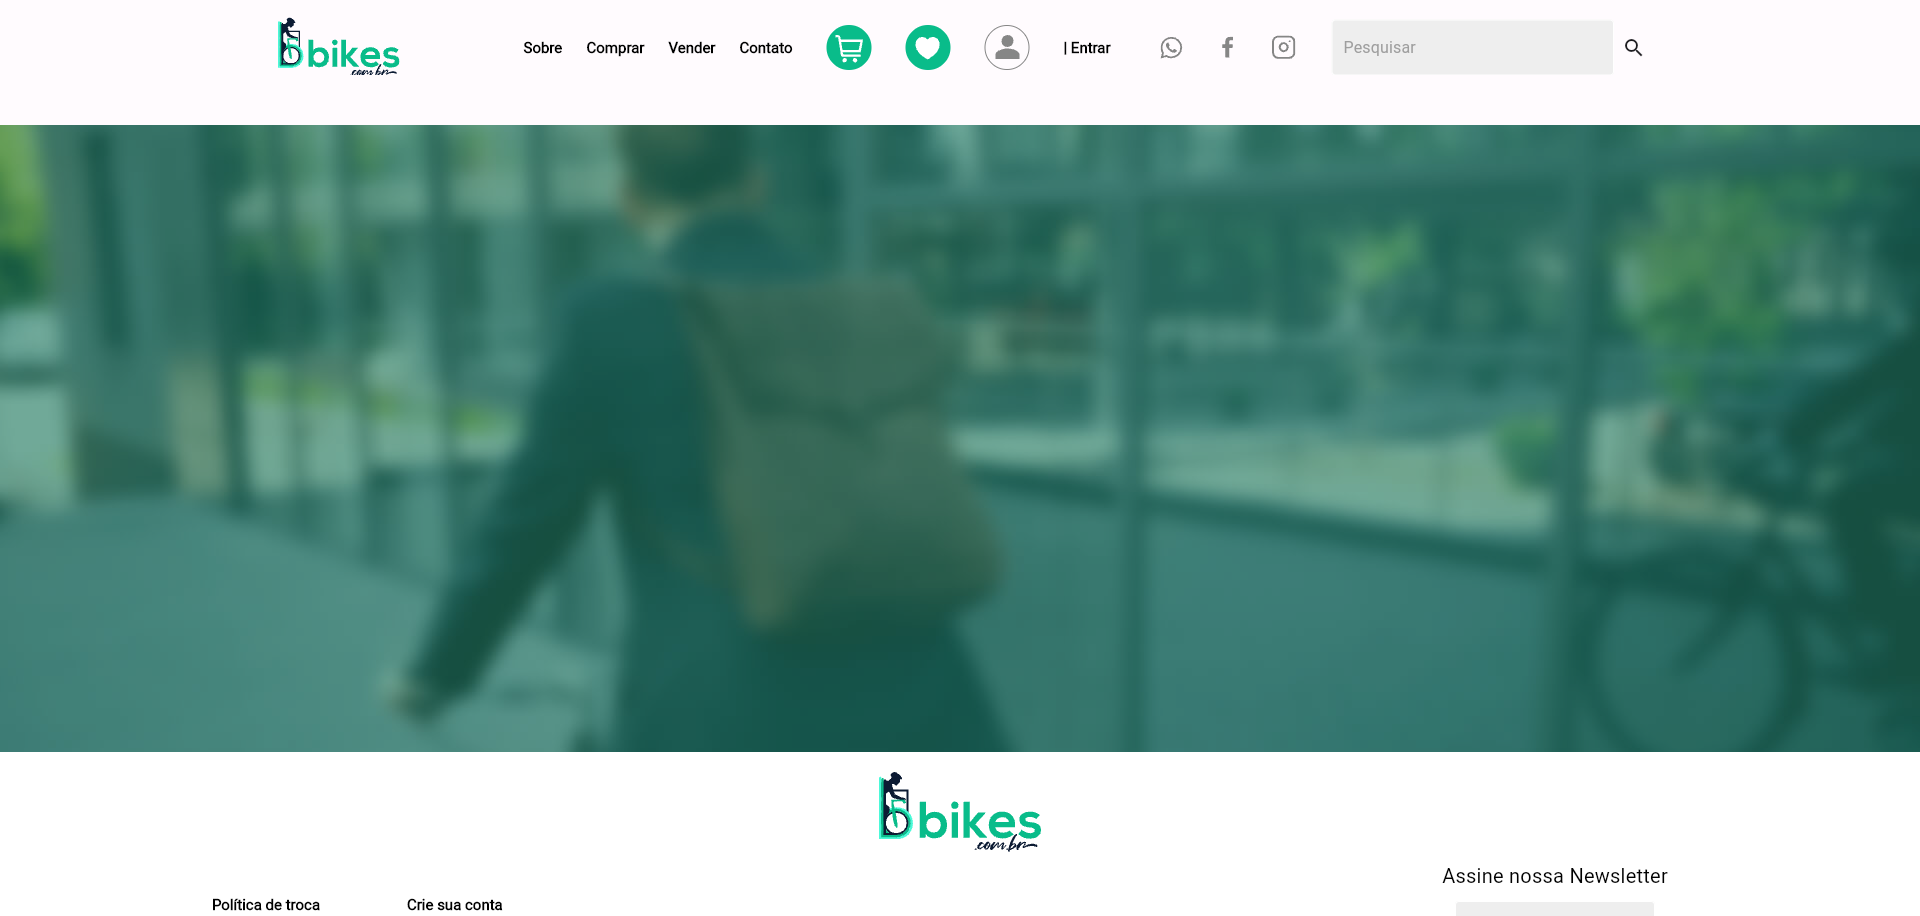 bikes
.com.br
Sobre
Comprar
Vender
Contato
| Entrar
Pesquisar
bikes
.com.br
Assine nossa Newsletter
Política de troca
Crie sua conta